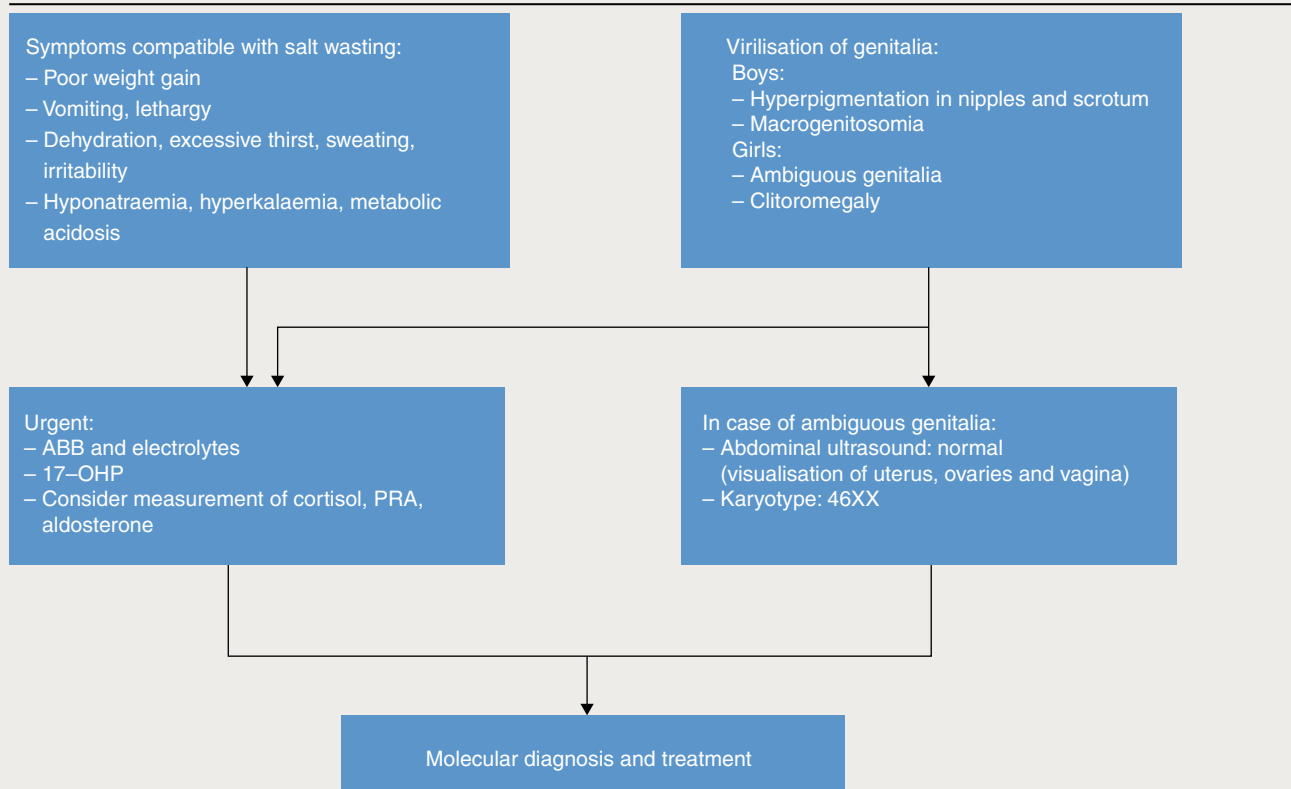 Symptoms compatible with salt wasting:
– Poor weight gain
– Vomiting, lethargy
– Dehydration, excessive thirst, sweating,
irritability
– Hyponatraemia, hyperkalaemia, metabolic
acidosis
Virilisation of genitalia:
Boys:
– Hyperpigmentation in nipples and scrotum
– Macrogenitosomia
Girls:
– Ambiguous genitalia
– Clitoromegaly
Urgent:
– ABB and electrolytes
– 17–OHP
– Consider measurement of cortisol, PRA,
aldosterone
In case of ambiguous genitalia:
– Abdominal ultrasound: normal
(visualisation of uterus, ovaries and vagina)
– Karyotype: 46XX
Molecular diagnosis and treatment